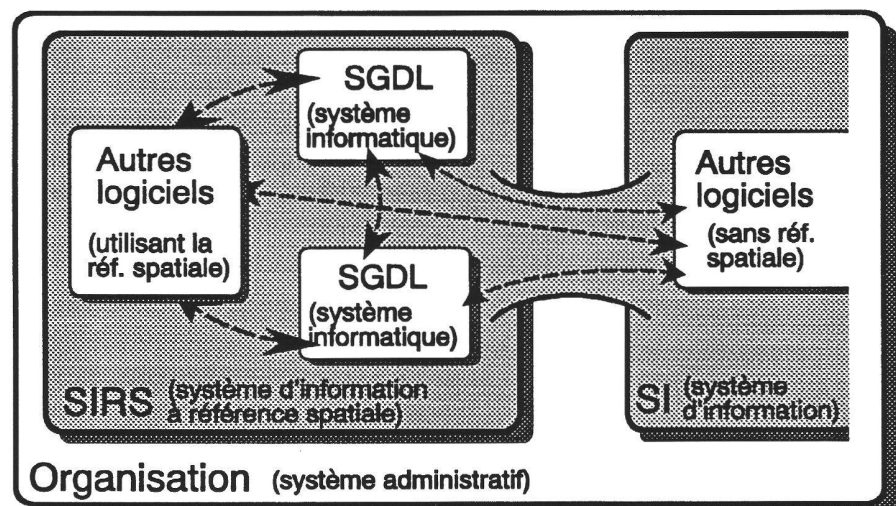 SGDL
(système
informatique)
Autres
logiciels
(utilisant la
réf. spatiale)
SGDL
(système
informatique)
SIRS (système d'information
à référence spatiale)
Autres
logiciels
(sans réf.
spatiale)
SI (système
d'information)
Organisation (système administratif)